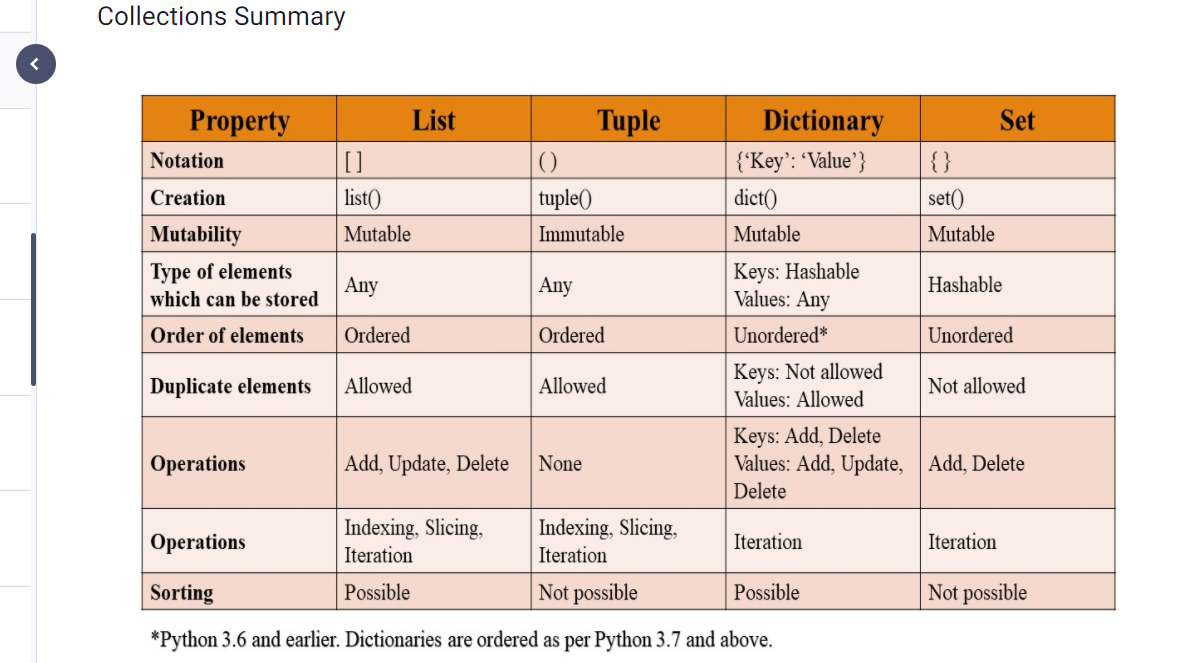 Collections Summary
Property List Tuple Dictionary Set
Notation [ ] ( ) {‘Key’: ‘Value’} { }
Creation list() tuple() dict() set()
Mutability Mutable Immutable Mutable Mutable
Type of elements
which can be stored
Any
Any
Keys: Hashable
Values: Any
Hashable
Order of elements Ordered Ordered Unordered* Unordered
Duplicate elements
Allowed
Allowed
Keys: Not allowed
Values: Allowed
Not allowed
Operations
Add, Update, Delete
None
Keys: Add, Delete
Values: Add, Update,
Delete
Add, Delete
Operations
Indexing, Slicing,
Iteration
Indexing, Slicing,
Iteration
Iteration
Iteration
Sorting Possible Not possible Possible Not possible
*Python 3.6 and earlier. Dictionaries are ordered as per Python 3.7 and above.